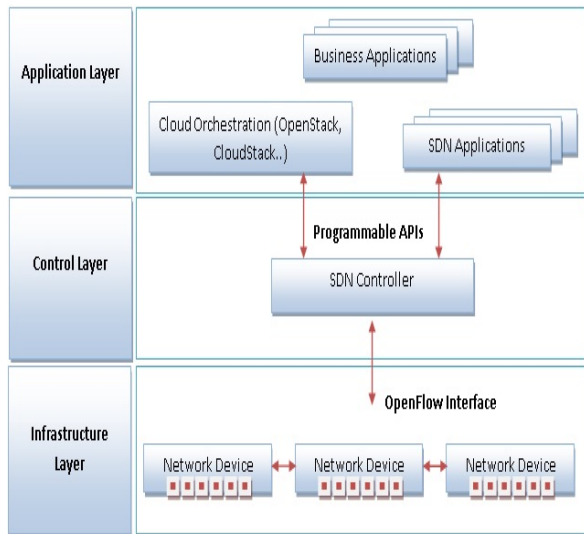 Application Layer
Business Applications
Cloud Orchestration (OpenStack,
CloudStack..)
SDN Applications
Programmable APIs
Control Layer
SDN Controller
OpenFlow Interface
Infrastructure
Layer
Network Device
Network Device
Network Device